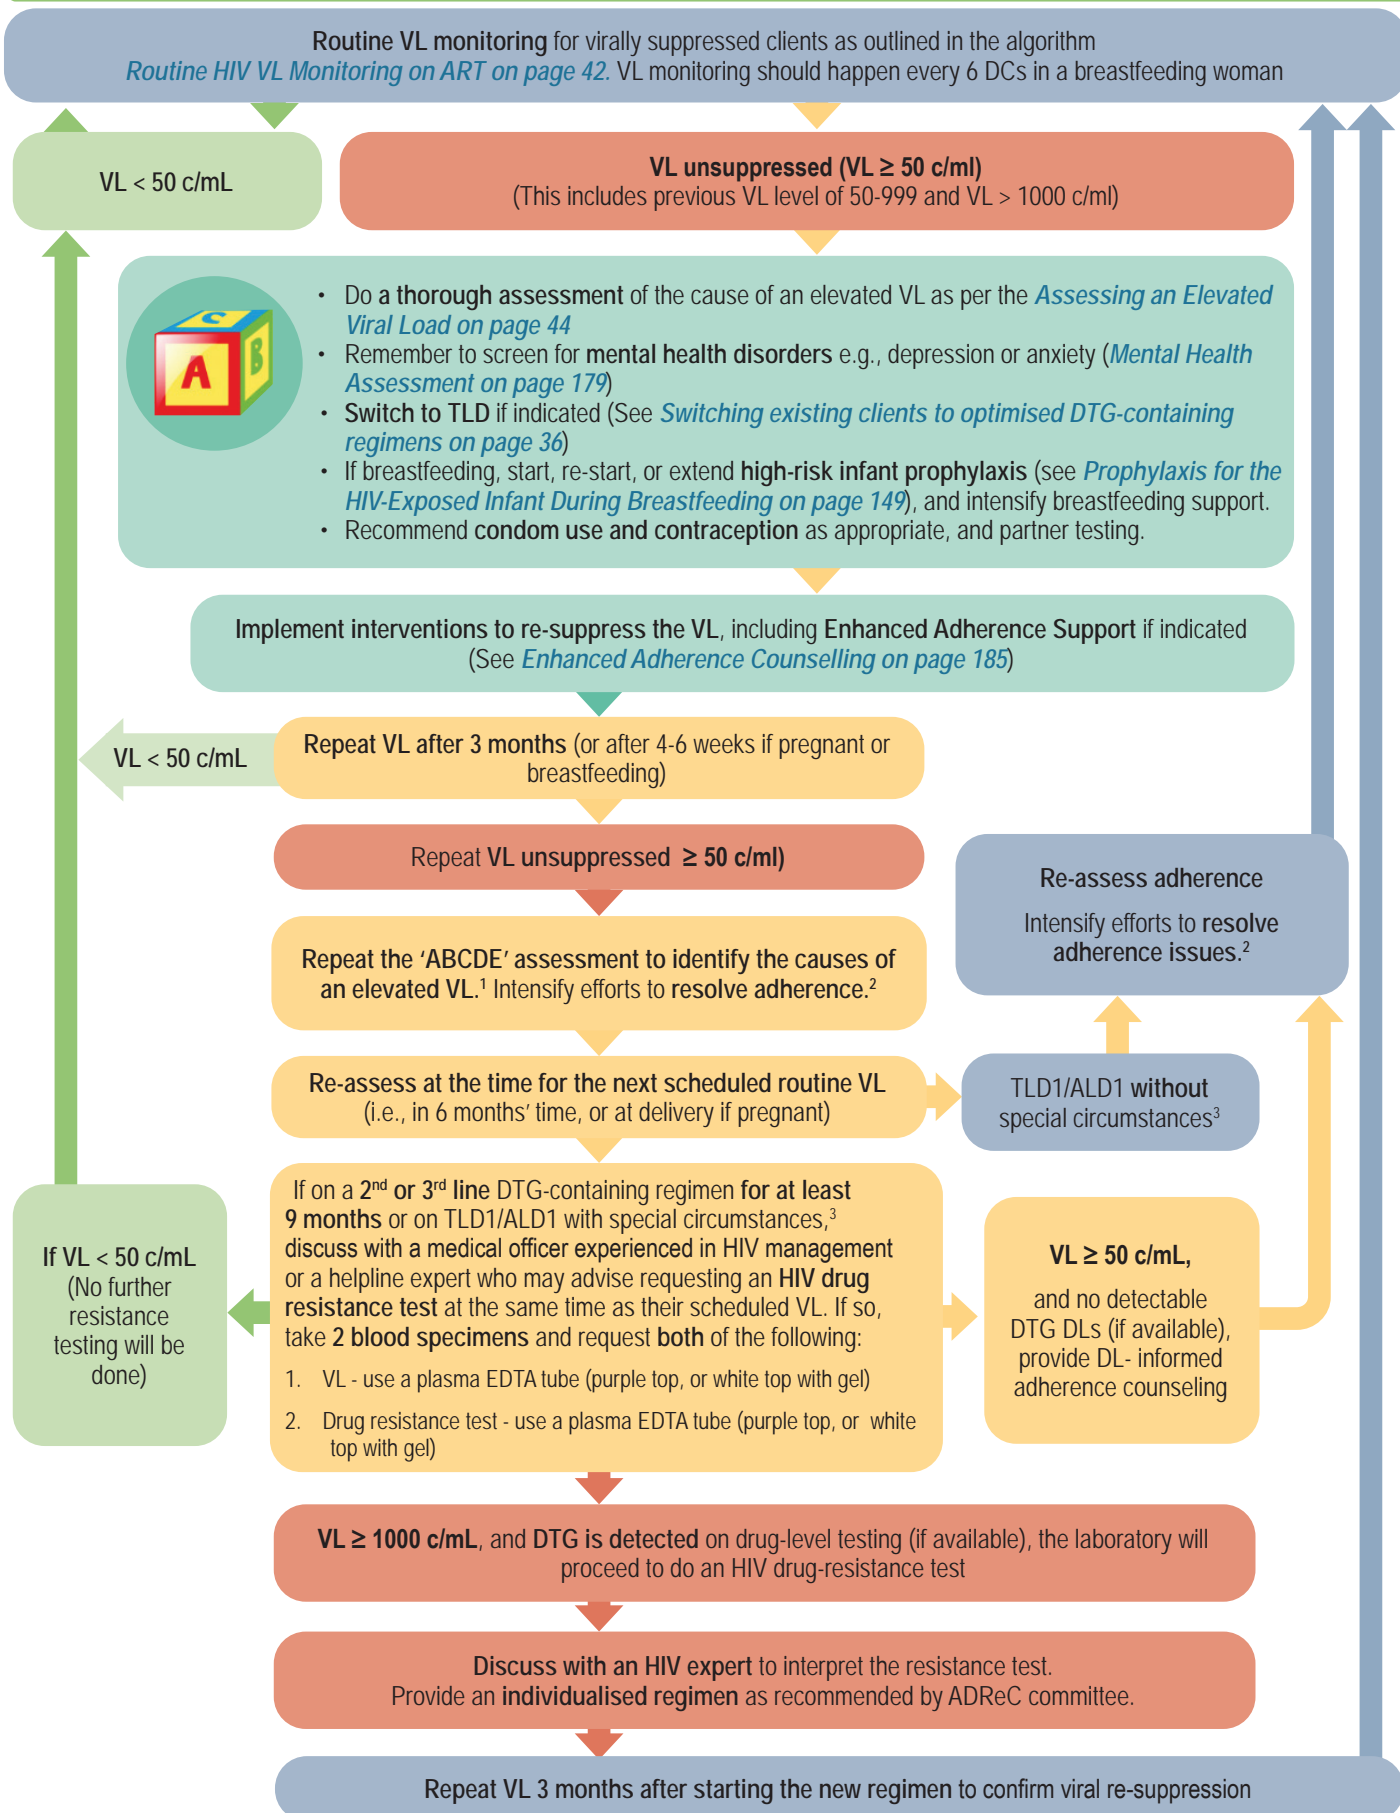 Routine VL monitoring for virally suppressed clients as outlined in the algorithm
Routine HIV VL Monitoring on ART on page 42. VL monitoring should happen every 6 DCs in a breastfeeding woman
VL < 50 c/mL
VL unsuppressed (VL ≥ 50 c/ml)
(This includes previous VL level of 50-999 and VL > 1000 c/ml)
A
B
C
• Do a thorough assessment of the cause of an elevated VL as per the Assessing an Elevated
Viral Load on page 44
• Remember to screen for mental health disorders e.g., depression or anxiety (Mental Health
Assessment on page 179)
• Switch to TLD if indicated (See Switching existing clients to optimised DTG-containing
regimens on page 36)
• If breastfeeding, start, re-start, or extend high-risk infant prophylaxis (see Prophylaxis for the
HIV-Exposed Infant During Breastfeeding on page 149), and intensify breastfeeding support.
• Recommend condom use and contraception as appropriate, and partner testing.
Implement interventions to re-suppress the VL, including Enhanced Adherence Support if indicated
(See Enhanced Adherence Counselling on page 185)
VL < 50 c/mL
Repeat VL after 3 months (or after 4-6 weeks if pregnant or
breastfeeding)
Repeat VL unsuppressed ≥ 50 c/ml)
Re-assess adherence
Intensify efforts to resolve
adherence issues.²
Repeat the 'ABCDE' assessment to identify the causes of
an elevated VL.¹ Intensify efforts to resolve adherence.²
Re-assess at the time for the next scheduled routine VL
(i.e., in 6 months' time, or at delivery if pregnant)
TLD1/ALD1 without
special circumstances³
If VL < 50 c/mL
(No further
resistance
testing will be
done)
If on a 2nd or 3rd line DTG-containing regimen for at least
9 months or on TLD1/ALD1 with special circumstances,³
discuss with a medical officer experienced in HIV management
or a helpline expert who may advise requesting an HIV drug
resistance test at the same time as their scheduled VL. If so,
take 2 blood specimens and request both of the following:
1. VL - use a plasma EDTA tube (purple top, or white top with gel)
2. Drug resistance test - use a plasma EDTA tube (purple top, or white
top with gel)
VL ≥ 50 c/mL,
and no detectable
DTG DLs (if available),
provide DL- informed
adherence counseling
VL ≥ 1000 c/mL, and DTG is detected on drug-level testing (if available), the laboratory will
proceed to do an HIV drug-resistance test
Discuss with an HIV expert to interpret the resistance test.
Provide an individualised regimen as recommended by ADReC committee.
Repeat VL 3 months after starting the new regimen to confirm viral re-suppression